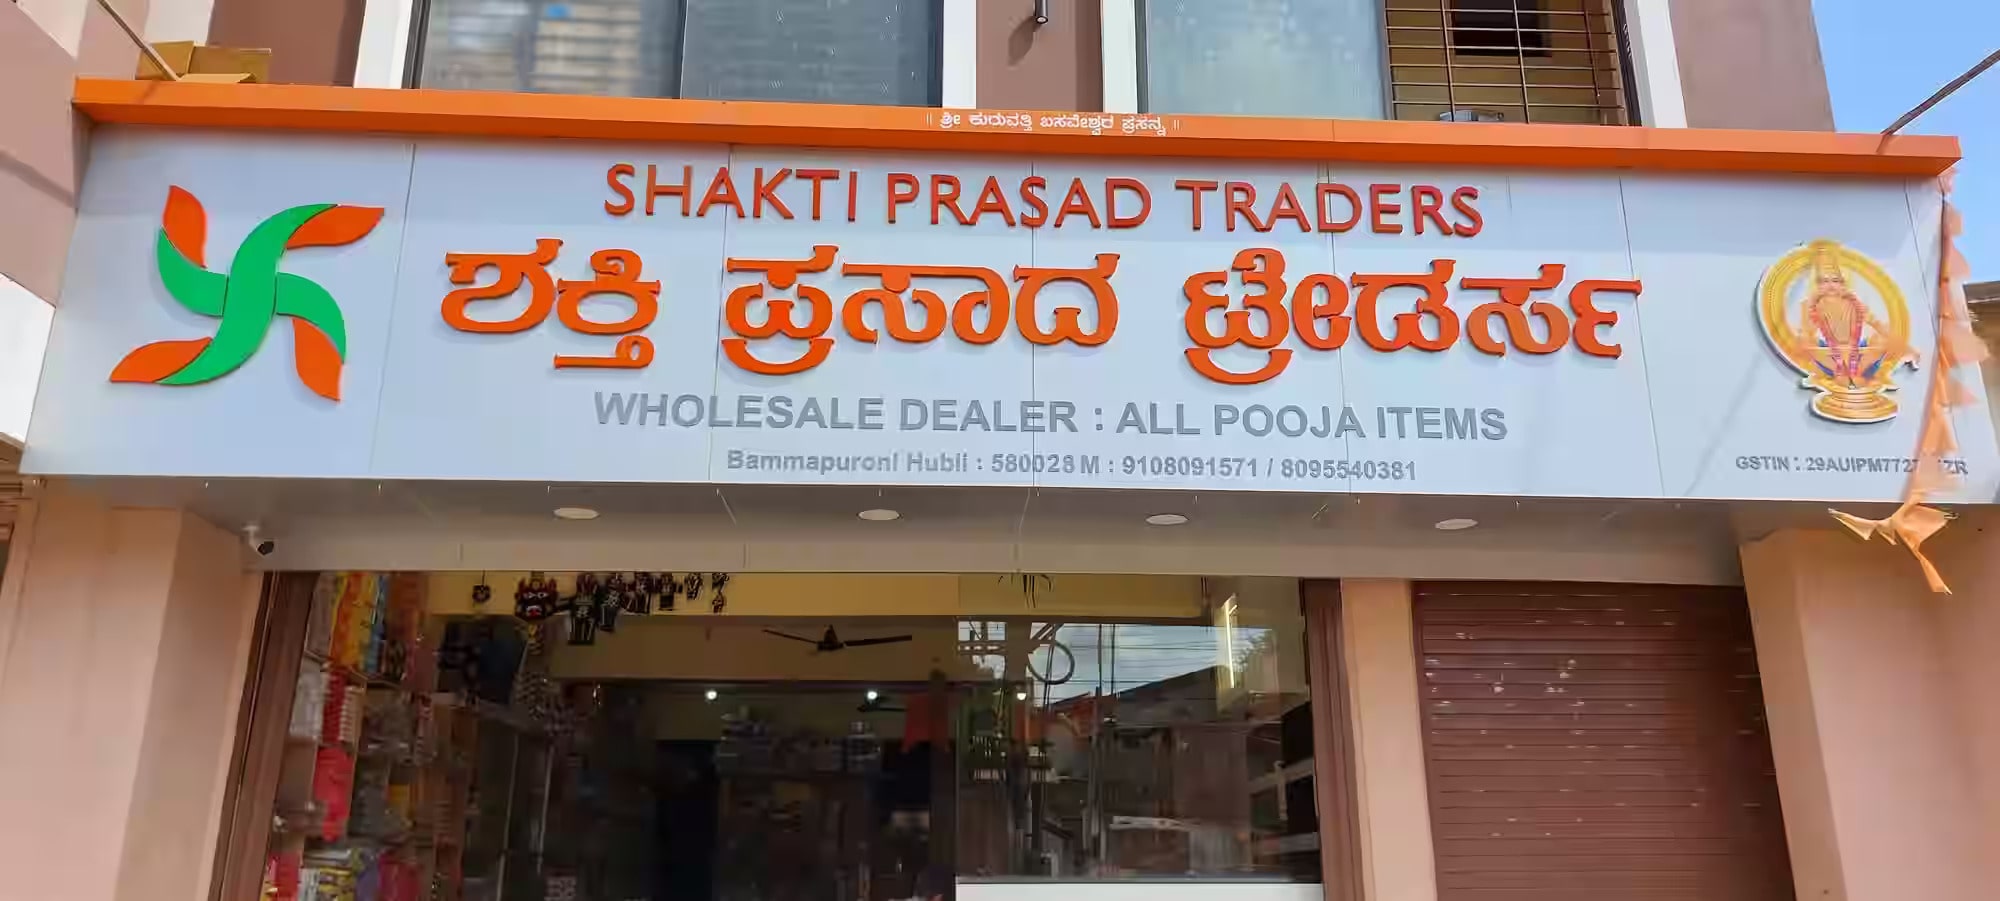 ॥ ಶ್ರೀ ಕುರುವತ್ತಿ ಬಸವೇಶ್ವರ ಪ್ರಸನ್ನ ॥
SHAKTI PRASAD TRADERS
ಶಕ್ತಿ ಪ್ರಸಾದ ಟ್ರೇಡರ್ಸ
WHOLESALE DEALER : ALL POOJA ITEMS
Bammapuroni Hubli : 580028 M : 9108091571 / 8095540381
GSTIN :